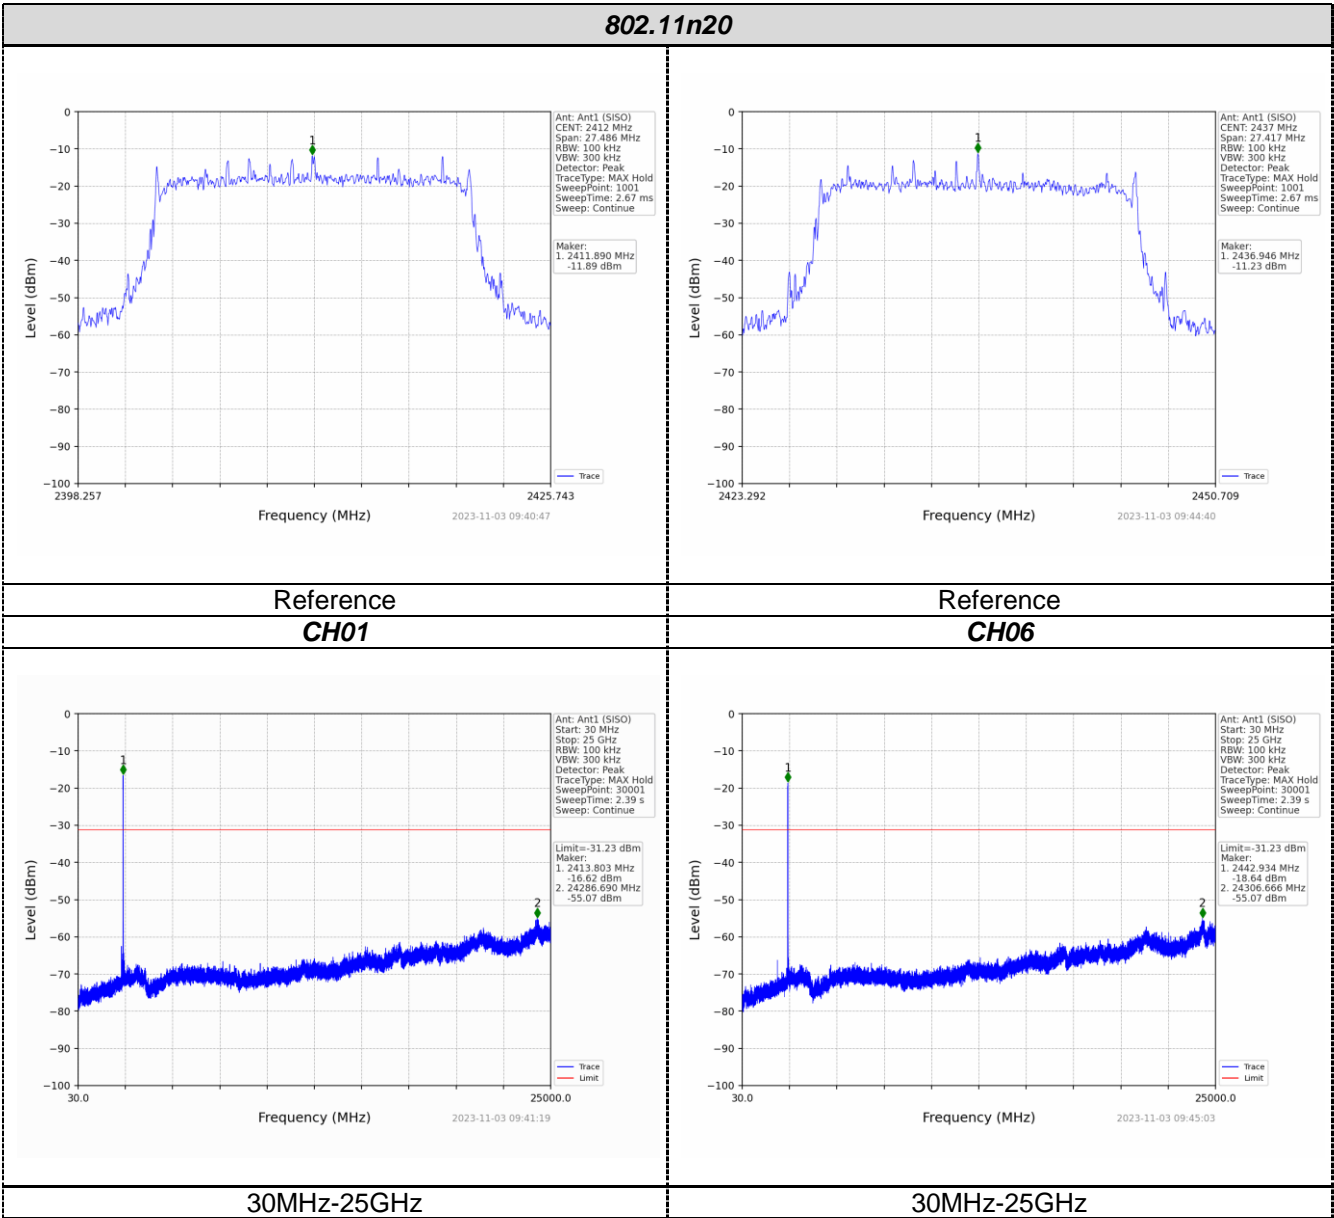 802.11n20
0
−10
−20
−30
−40
−50
−60
−70
−80
−90
−100
Level (dBm)
1
2398.257
2425.743
Frequency (MHz)
2023-11-03 09:40:47
Ant: Ant1 (SISO)
CENT: 2412 MHz
Span: 27.486 MHz
RBW: 100 kHz
VBW: 300 kHz
Detector: Peak
TraceType: MAX Hold
SweepPoint: 1001
SweepTime: 2.67 ms
Sweep: Continue
Maker:
1. 2411.890 MHz
-11.89 dBm
Trace
0
−10
−20
−30
−40
−50
−60
−70
−80
−90
−100
Level (dBm)
1
2423.292
2450.709
Frequency (MHz)
2023-11-03 09:44:40
Ant: Ant1 (SISO)
CENT: 2437 MHz
Span: 27.417 MHz
RBW: 100 kHz
VBW: 300 kHz
Detector: Peak
TraceType: MAX Hold
SweepPoint: 1001
SweepTime: 2.67 ms
Sweep: Continue
Maker:
1. 2436.946 MHz
-11.23 dBm
Trace
Reference
Reference
CH01
CH06
0
−10
−20
−30
−40
−50
−60
−70
−80
−90
−100
Level (dBm)
1
2
30.0
25000.0
Frequency (MHz)
2023-11-03 09:41:19
Ant: Ant1 (SISO)
Start: 30 MHz
Stop: 25 GHz
RBW: 100 kHz
VBW: 300 kHz
Detector: Peak
TraceType: MAX Hold
SweepPoint: 30001
SweepTime: 2.39 s
Sweep: Continue
Limit=-31.23 dBm
Maker:
1. 2413.803 MHz
-16.62 dBm
2. 24286.690 MHz
-55.07 dBm
Trace
Limit
0
−10
−20
−30
−40
−50
−60
−70
−80
−90
−100
Level (dBm)
1
2
30.0
25000.0
Frequency (MHz)
2023-11-03 09:45:03
Ant: Ant1 (SISO)
Start: 30 MHz
Stop: 25 GHz
RBW: 100 kHz
VBW: 300 kHz
Detector: Peak
TraceType: MAX Hold
SweepPoint: 30001
SweepTime: 2.39 s
Sweep: Continue
Limit=-31.23 dBm
Maker:
1. 2442.934 MHz
-18.64 dBm
2. 24306.666 MHz
-55.07 dBm
Trace
Limit
30MHz-25GHz
30MHz-25GHz